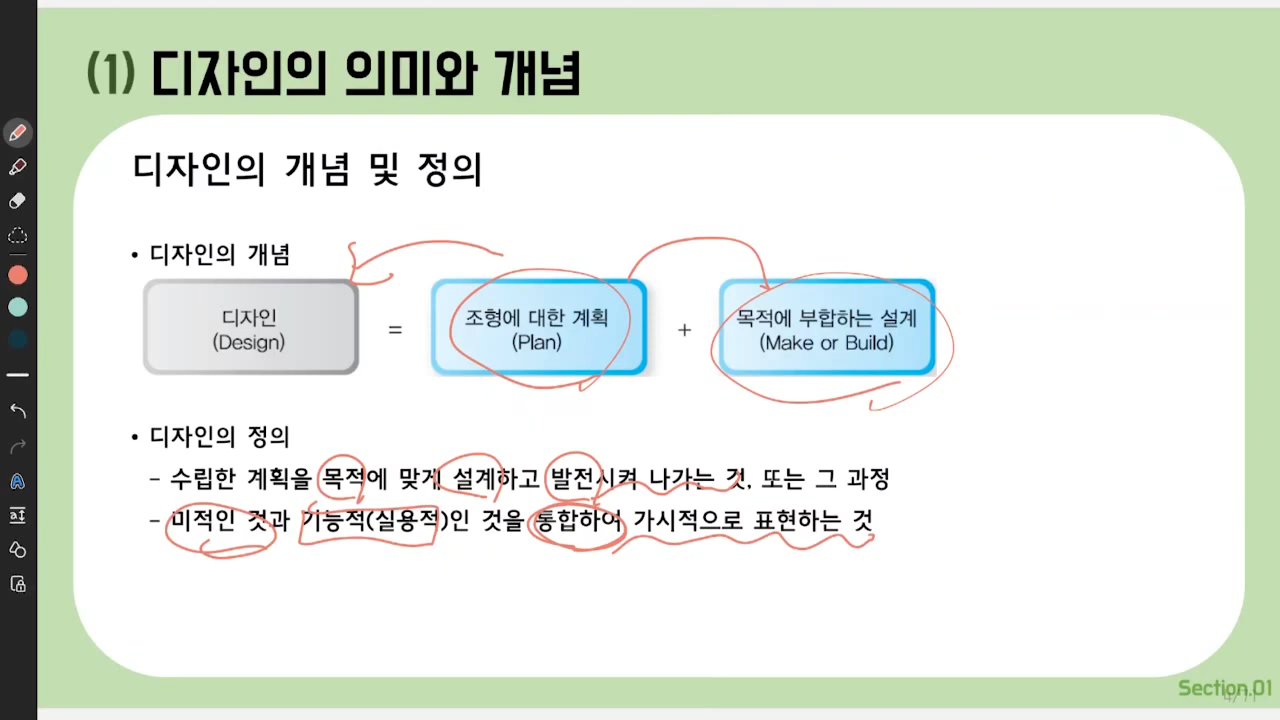 (1) 디자인의 의미와 개념
디자인의 개념 및 정의
• 디자인의 개념
디자인
(Design)
=
조형에 대한 계획
(Plan)
+
목적에 부합하는 설계
(Make or Build)
• 디자인의 정의
– 수립한 계획을 목적에 맞게 설계하고 발전시켜 나가는 것, 또는 그 과정
– 미적인 것과 기능적(실용적)인 것을 통합하여 가시적으로 표현하는 것
Section.01